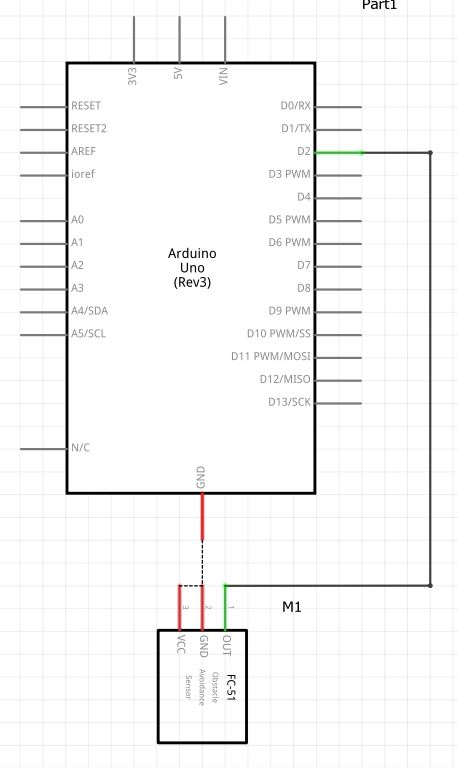 Part1
3V3
5V
VIN
RESET
RESET2
AREF
ioref
A0
A1
A2
A3
A4/SDA
A5/SCL
N/C
Arduino
Uno
(Rev3)
D0/RX
D1/TX
D2
D3 PWM
D4
D5 PWM
D6 PWM
D7
D8
D9 PWM
D10 PWM/SS
D11 PWM/MOSI
D12/MISO
D13/SCK
GND
M1
3
2
1
VCC
GND
OUT
FC-51
Obstacle
Avoidance
Sensor